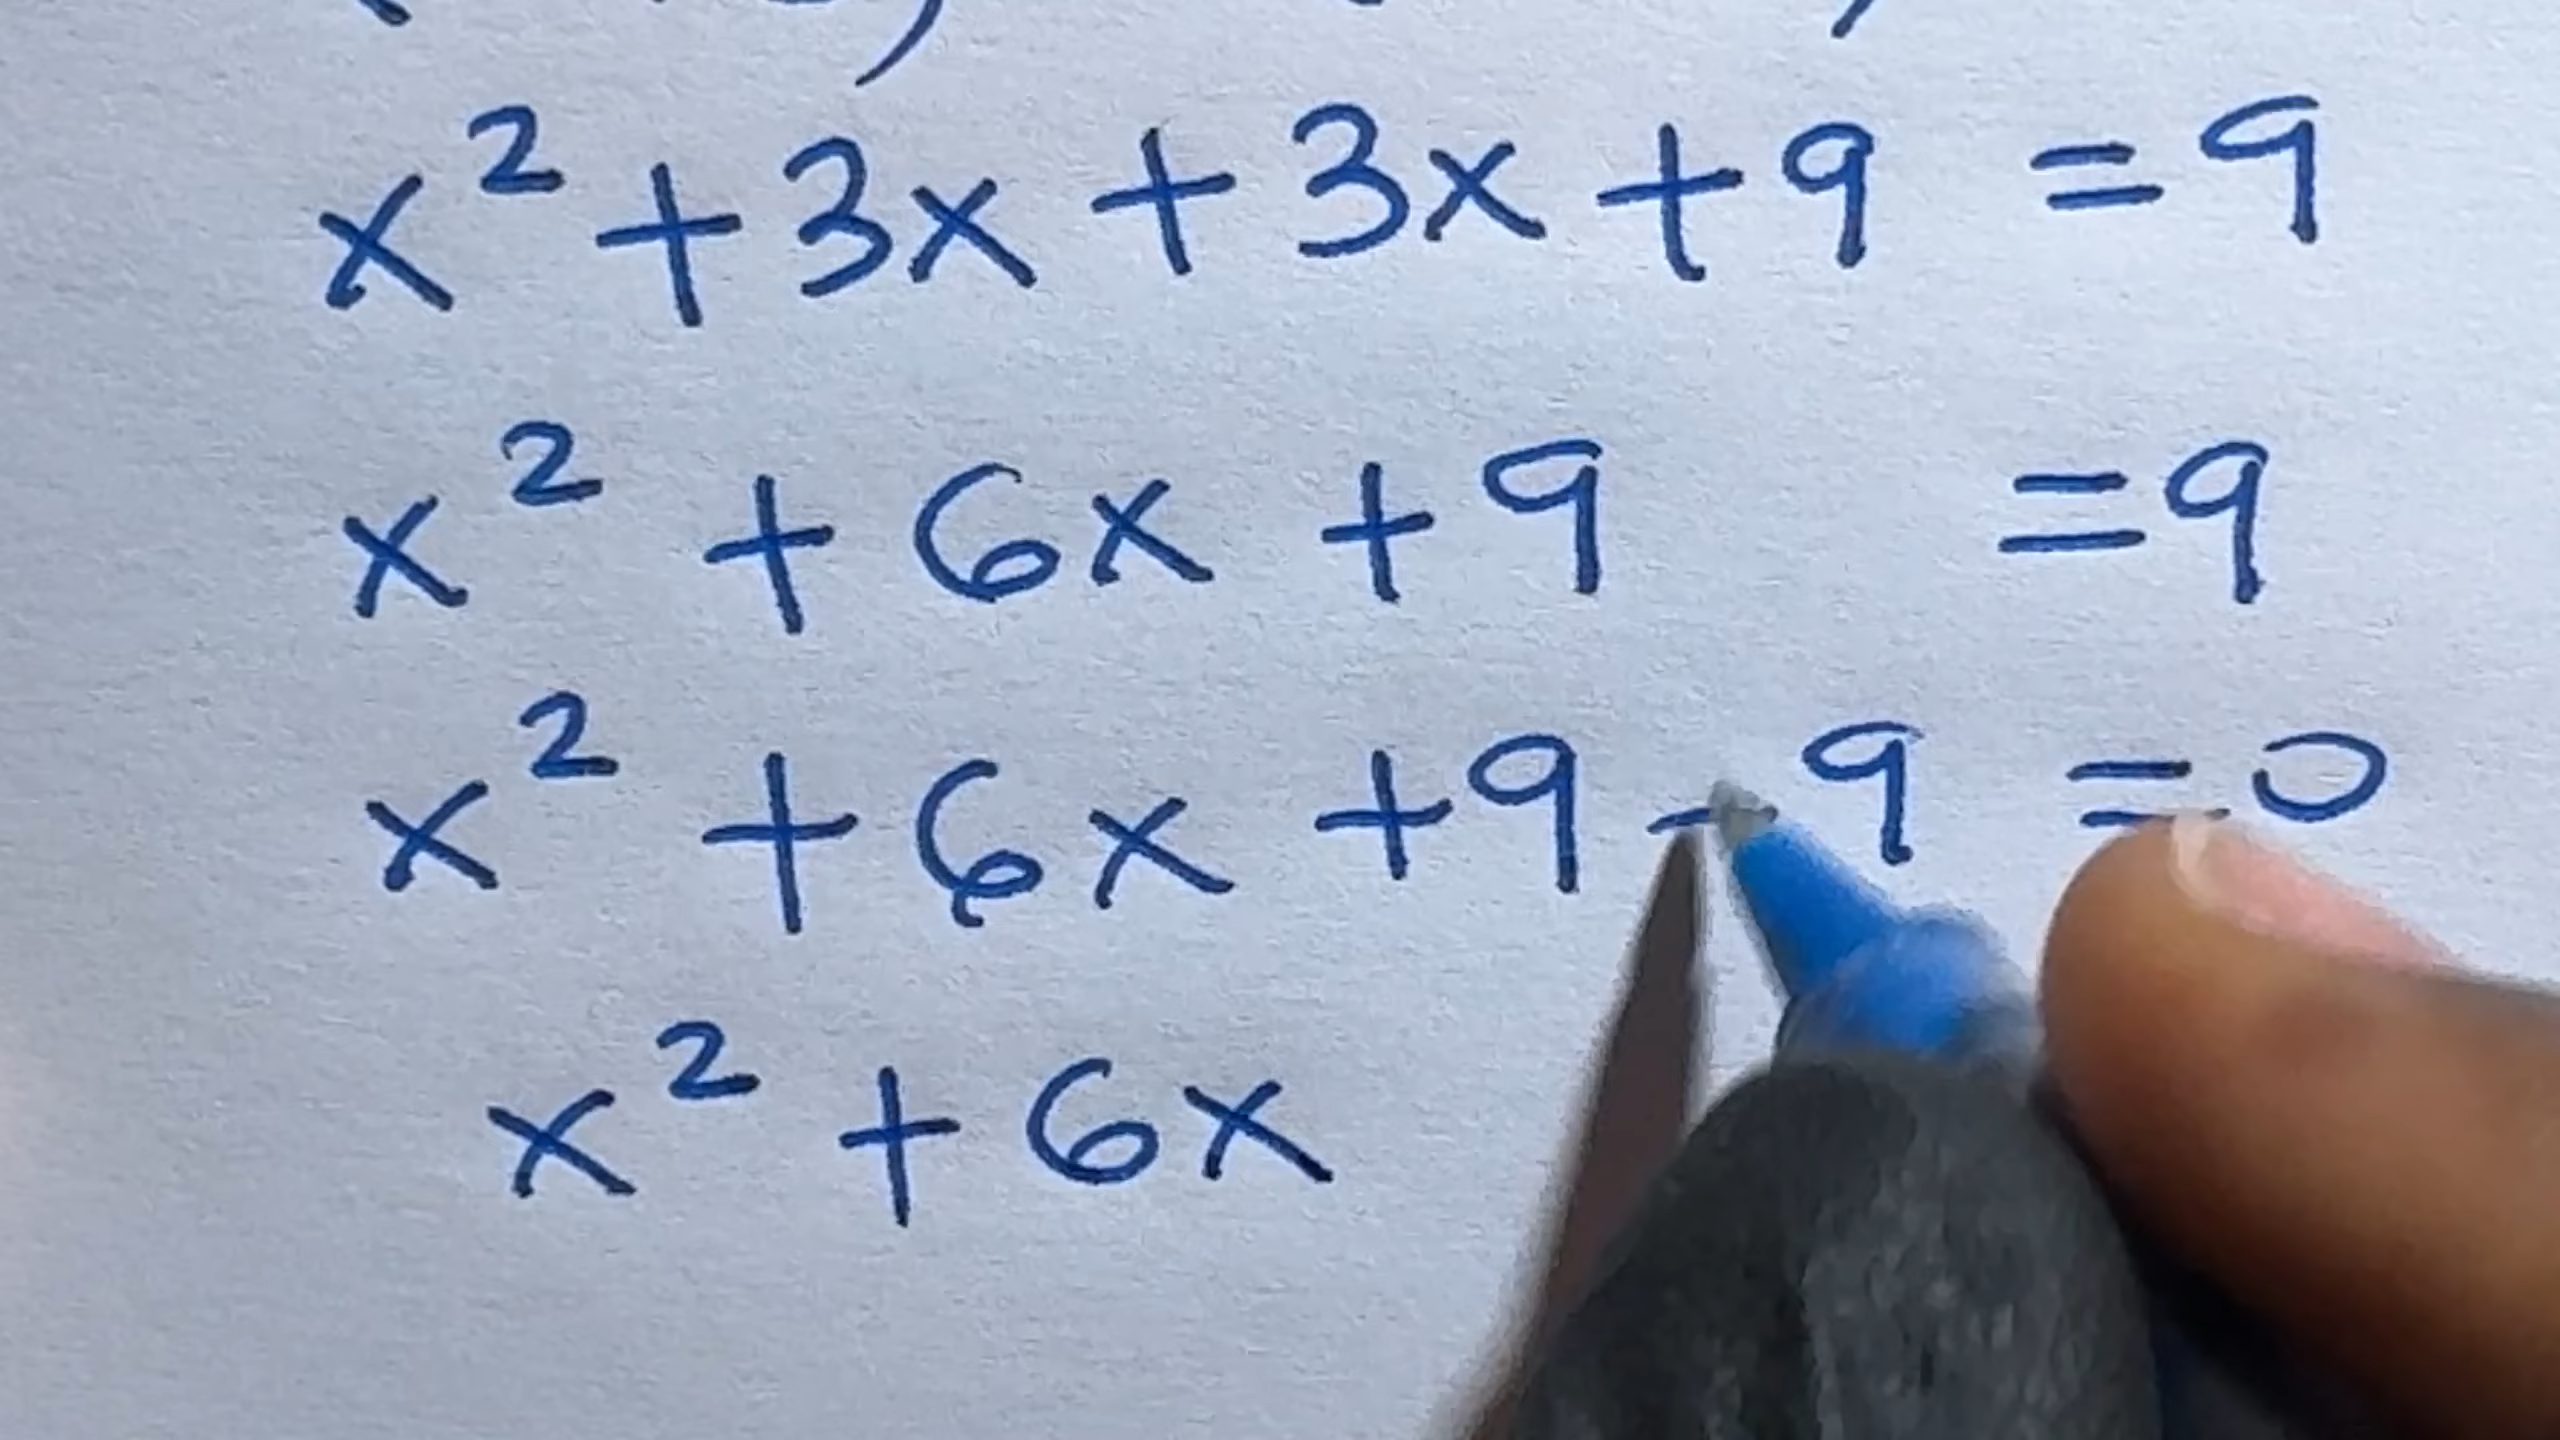 x² + 3x + 3x + 9 = 9
x² + 6x + 9 = 9
x² + 6x + 9 - 9 = 0
x² + 6x